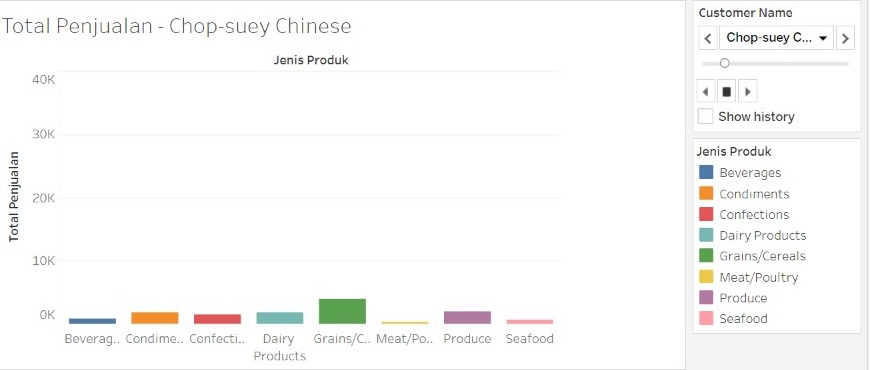 Total Penjualan - Chop-suey Chinese
Jenis Produk
Total Penjualan
40K
30K
20K
10K
0K
Beverag.. Condime.. Confecti.. Dairy Products Grains/C.. Meat/Po.. Produce Seafood
Customer Name
Chop-suey C...
Show history
Jenis Produk
Beverages
Condiments
Confections
Dairy Products
Grains/Cereals
Meat/Poultry
Produce
Seafood